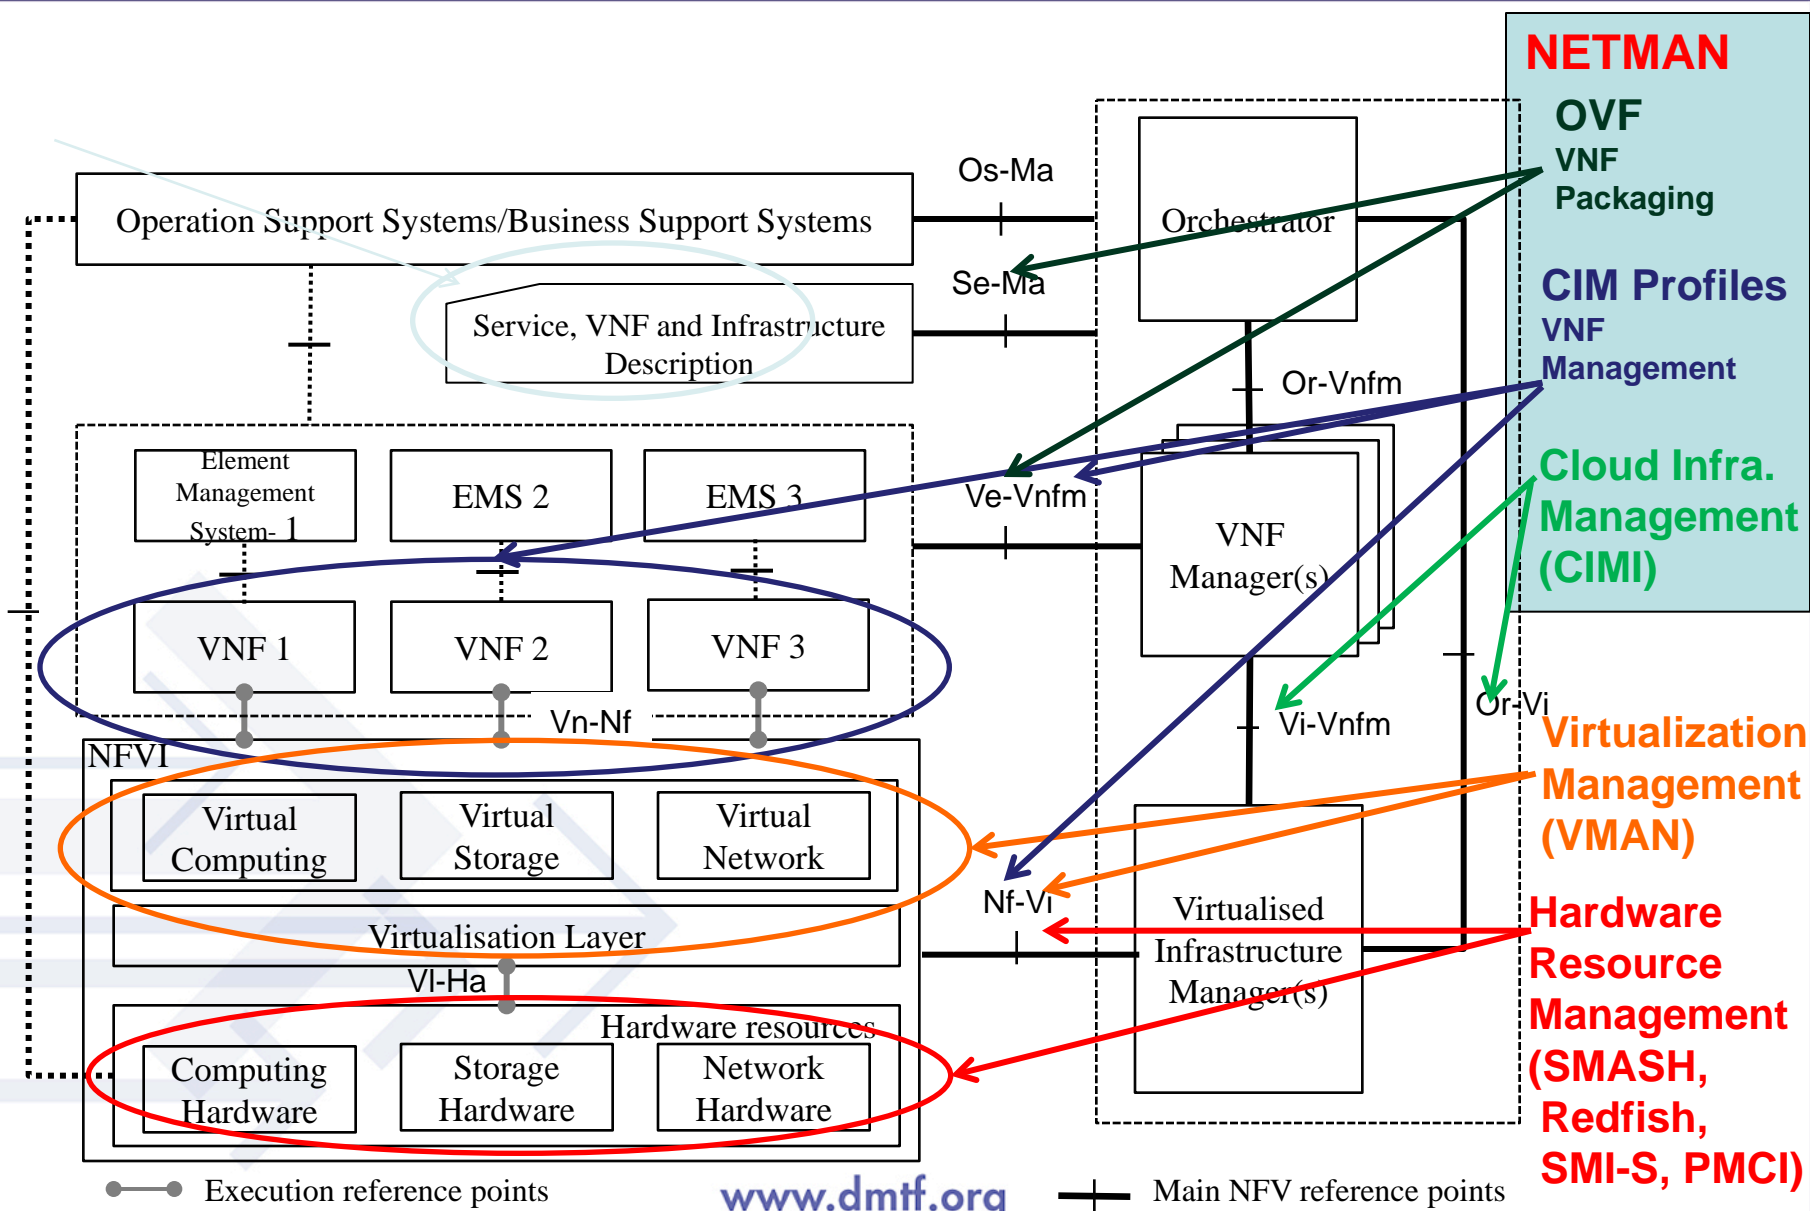 NETMAN
OVF
VNF
Packaging
CIM Profiles
VNF
Management
Cloud Infra.
Management
(CIMI)
Virtualization
Management
(VMAN)
Hardware
Resource
Management
(SMASH,
Redfish,
SMI-S, PMCI)
Os-Ma
Operation Support Systems/Business Support Systems
Orchestrator
Se-Ma
Service, VNF and Infrastructure
Description
Or-Vnfm
Element
Management
System- 1
EMS 2
EMS 3
Ve-Vnfm
VNF
Manager(s)
VNF 1
VNF 2
VNF 3
Vn-Nf
Vi-Vnfm
Or-Vi
NFVI
Virtual
Computing
Virtual
Storage
Virtual
Network
Nf-Vi
Virtualised
Infrastructure
Manager(s)
Virtualisation Layer
Vl-Ha
Hardware resources
Computing
Hardware
Storage
Hardware
Network
Hardware
Execution reference points
www.dmtf.org
Main NFV reference points